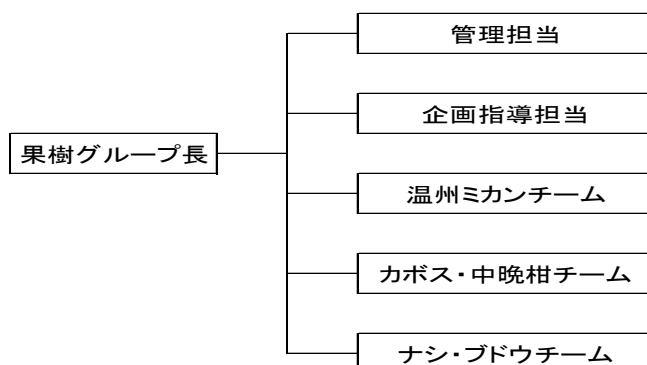 管理担当
企画指導担当
果樹グループ長
温州ミカンチーム
カボス・中晩柑チーム
ナシ・ブドウチーム